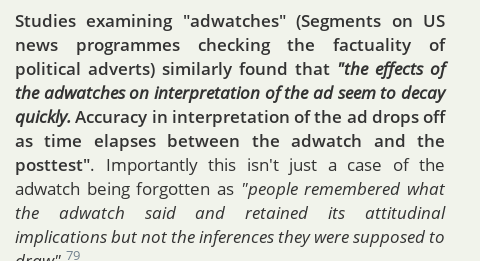 Studies examining "adwatches" (Segments on US
news programmes checking the factuality of
political adverts) similarly found that "the effects of
the adwatches on interpretation of the ad seem to decay
quickly. Accuracy in interpretation of the ad drops off
as time elapses between the adwatch and the
posttest". Importantly this isn't just a case of the
adwatch being forgotten as "people remembered what
the adwatch said and retained its attitudinal
implications but not the inferences they were supposed to
draw" 79